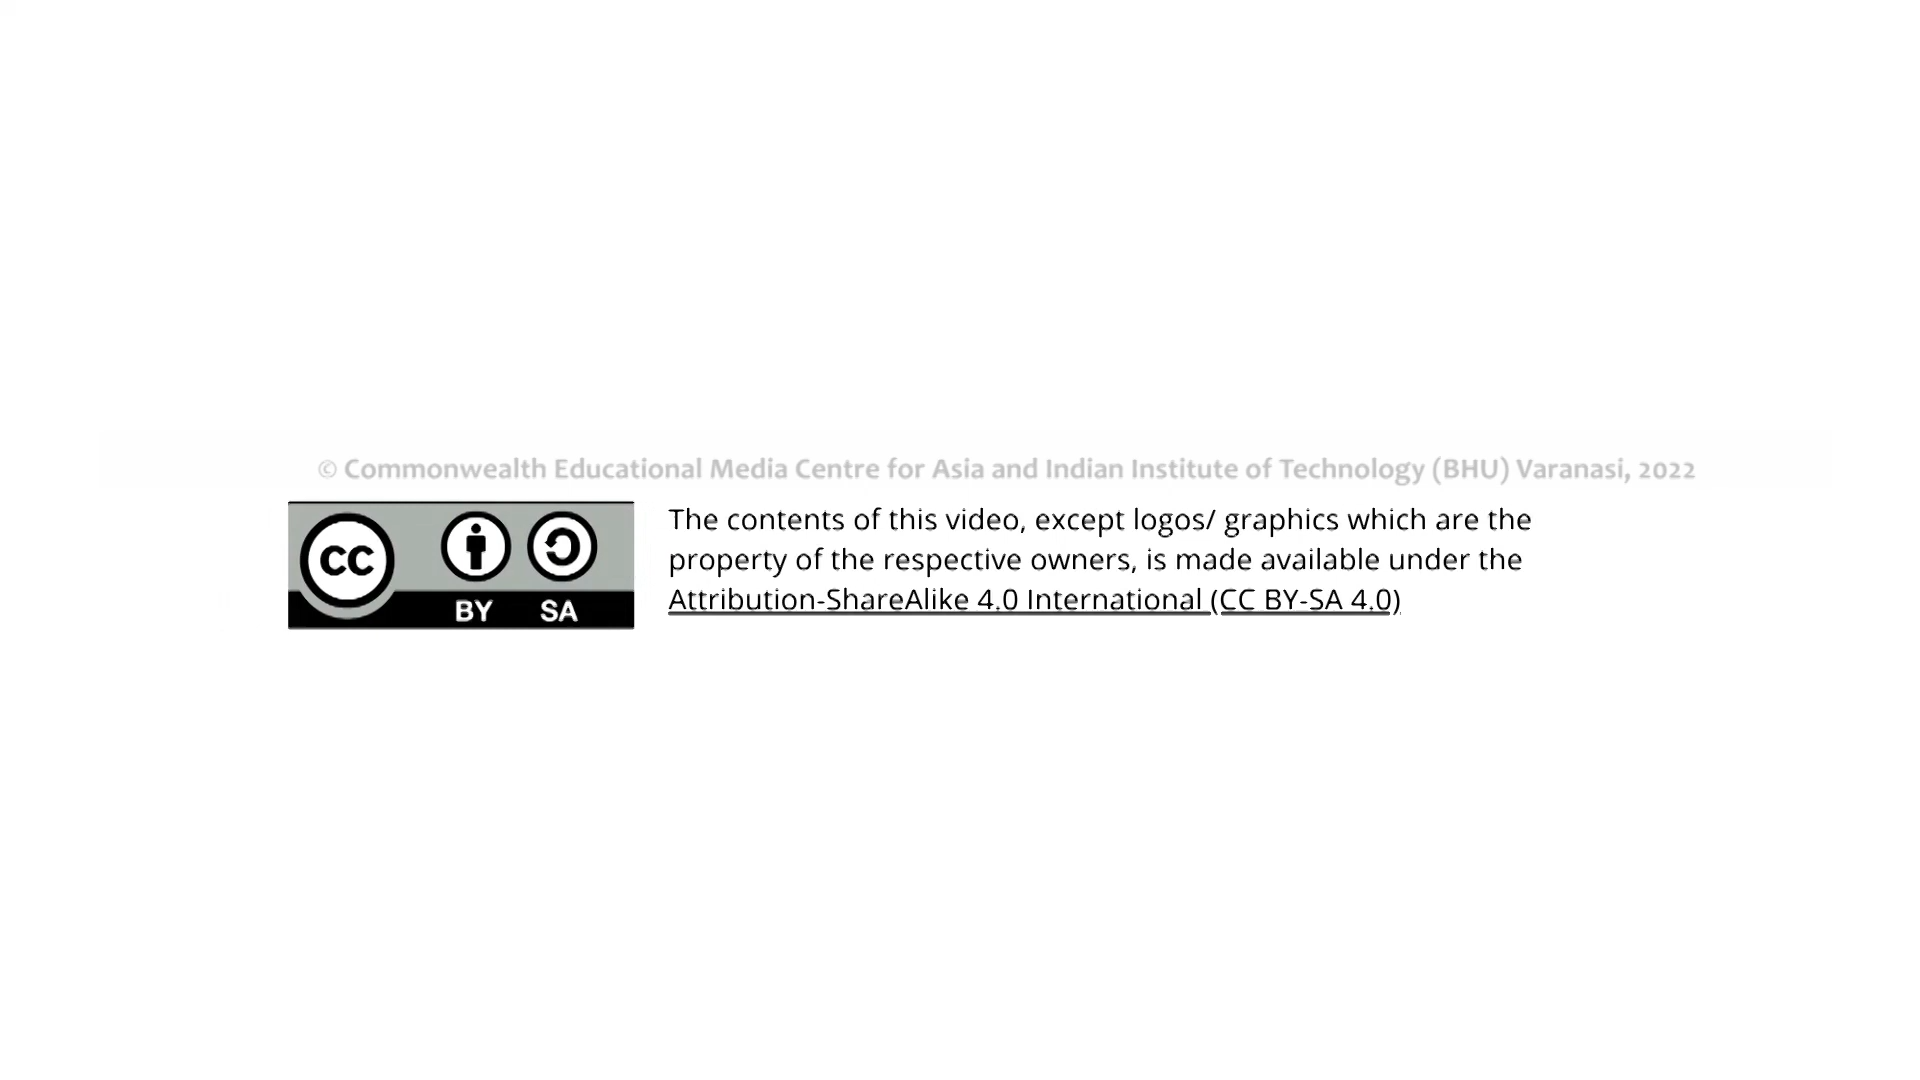 © Commonwealth Educational Media Centre for Asia and Indian Institute of Technology (BHU) Varanasi, 2022
cc BY SA
The contents of this video, except logos/ graphics which are the
property of the respective owners, is made available under the
Attribution-ShareAlike 4.0 International (CC BY-SA 4.0)